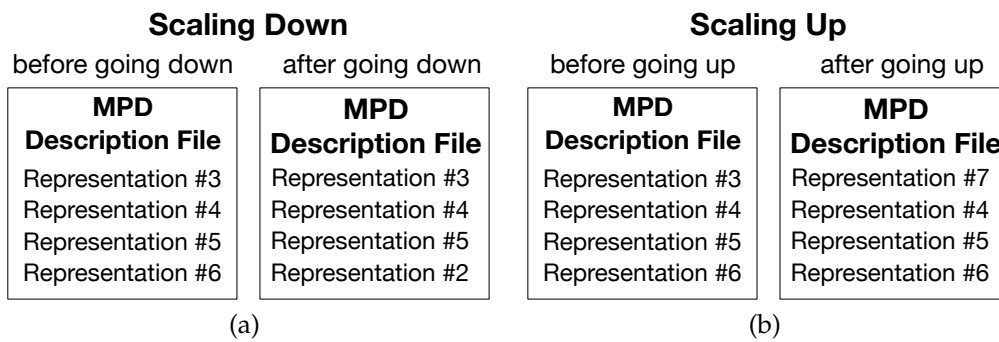 Scaling Down
before going down
MPD
Description File
Representation #3
Representation #4
Representation #5
Representation #6
after going down
MPD
Description File
Representation #3
Representation #4
Representation #5
Representation #2
(a)
Scaling Up
before going up
MPD
Description File
Representation #3
Representation #4
Representation #5
Representation #6
after going up
MPD
Description File
Representation #7
Representation #4
Representation #5
Representation #6
(b)